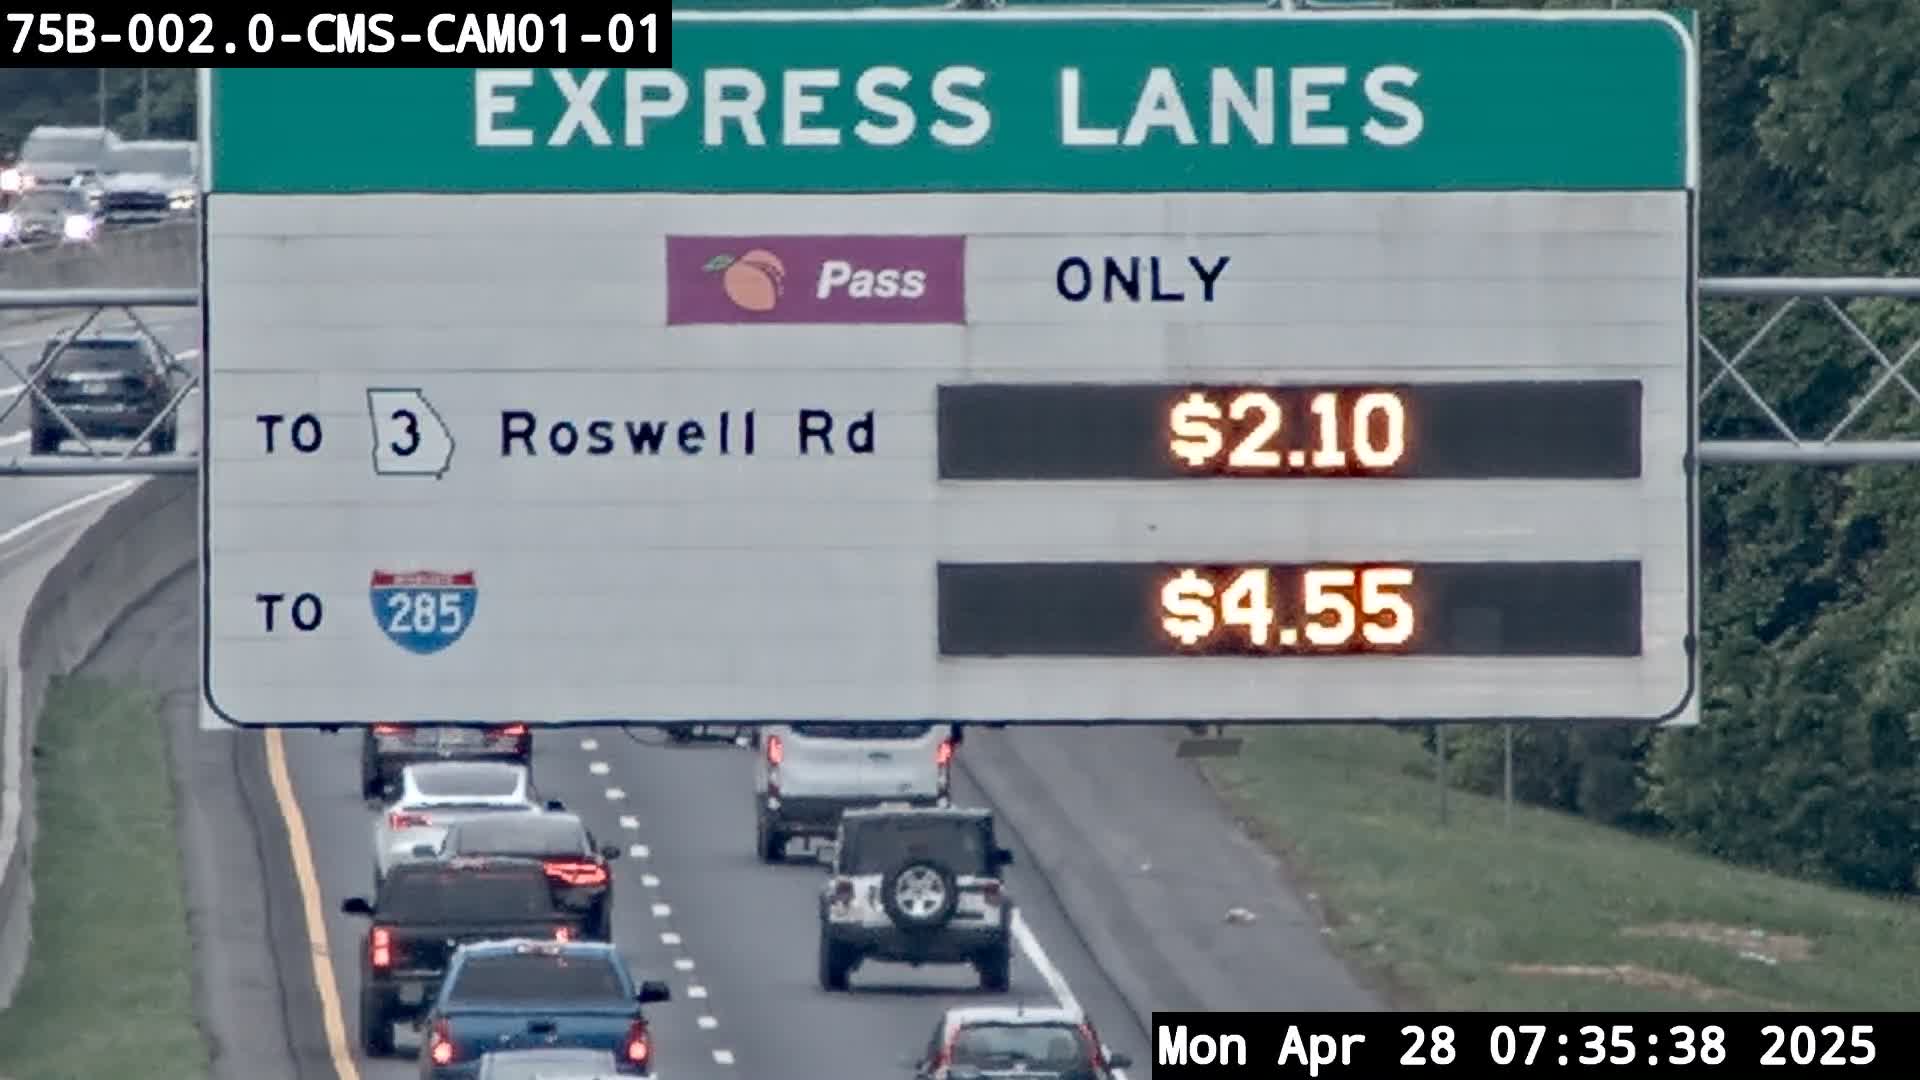 75B-002.0-CMS-CAM01-01
EXPRESS LANES
Pass ONLY
TO 3 Roswell Rd $2.10
TO INTERSTATE 285 $4.55
Mon Apr 28 07:35:38 2025